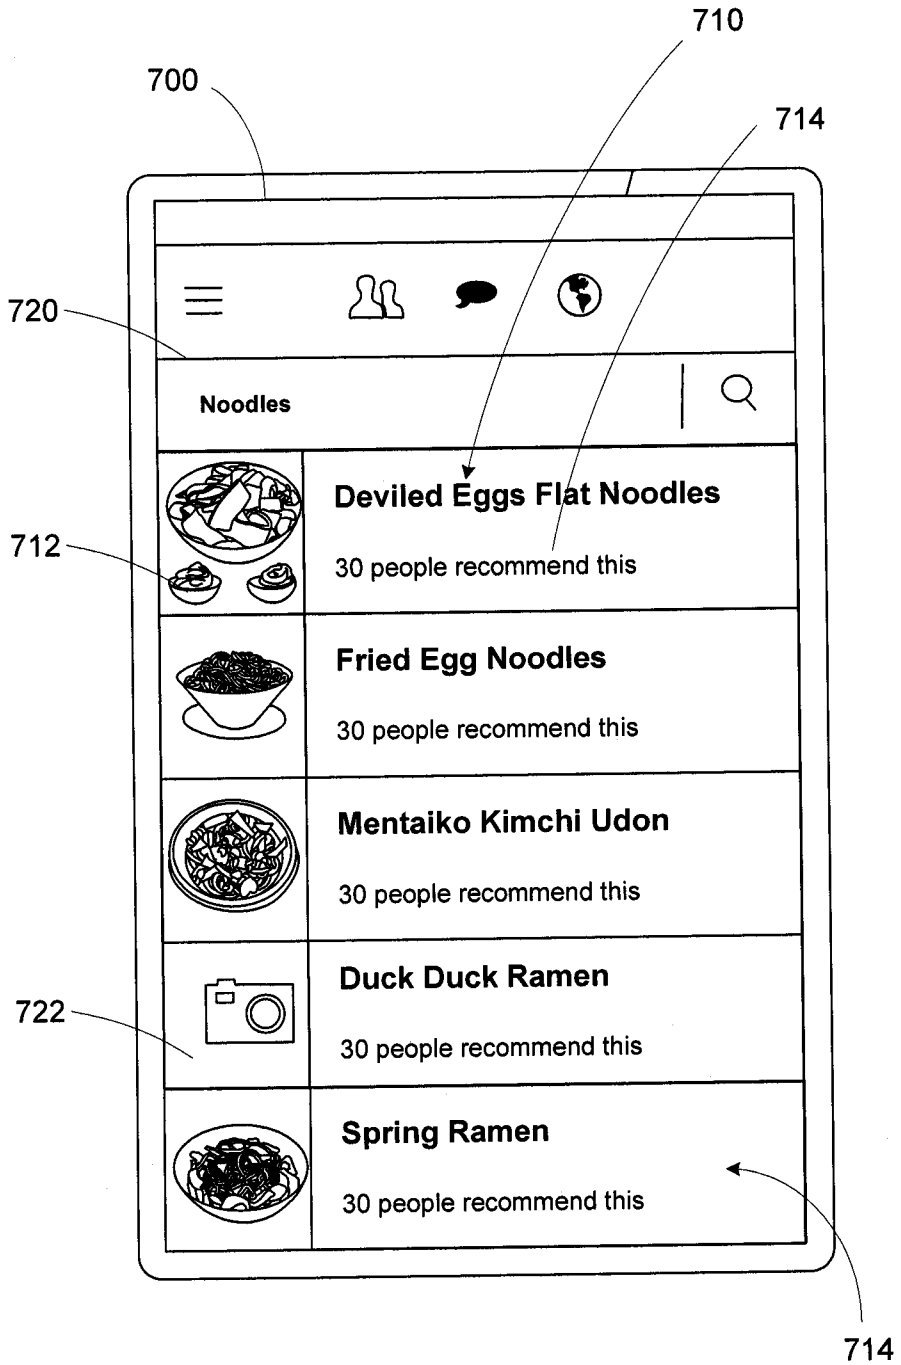 710
700
714
720
Noodles
Deviled Eggs Flat Noodles
712
30 people recommend this
Fried Egg Noodles
30 people recommend this
Mentaiko Kimchi Udon
30 people recommend this
Duck Duck Ramen
722
30 people recommend this
Spring Ramen
30 people recommend this
714